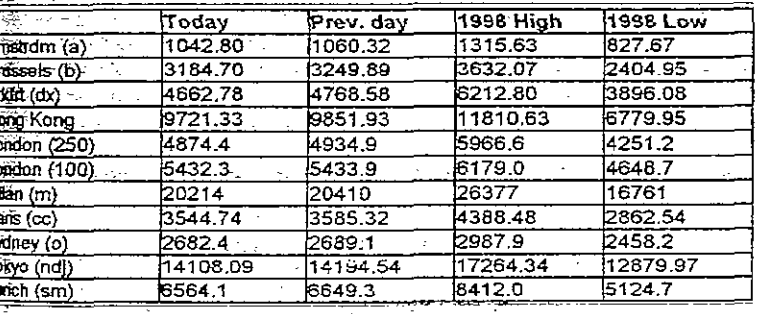 Today Prev. day 1998 High 1998 Low
mstrdm (a) 1042.80 1060.32 1315.63 827.67
ussels (b) 3184.70 3249.89 3632.07 2404.95
(dx) 4662.78 4768.58 6212.80 3896.08
ong Kong 9721.33 9851.93 11810.63 6779.95
ondon (250) 4874.4 4934.9 5966.6 4251.2
ondon (100) 5432.3 5433.9 6179.0 4648.7
ilan (m) 20214 20410 26377 16761
aris (cc) 3544.74 3585.32 4388.48 2862.54
ydney (o) 2682.4 2689.1 2987.9 2458.2
okyo (ndj) 14108.09 14194.54 17264.34 12879.97
urich (sm) 6564.1 6649.3 8412.0 5124.7